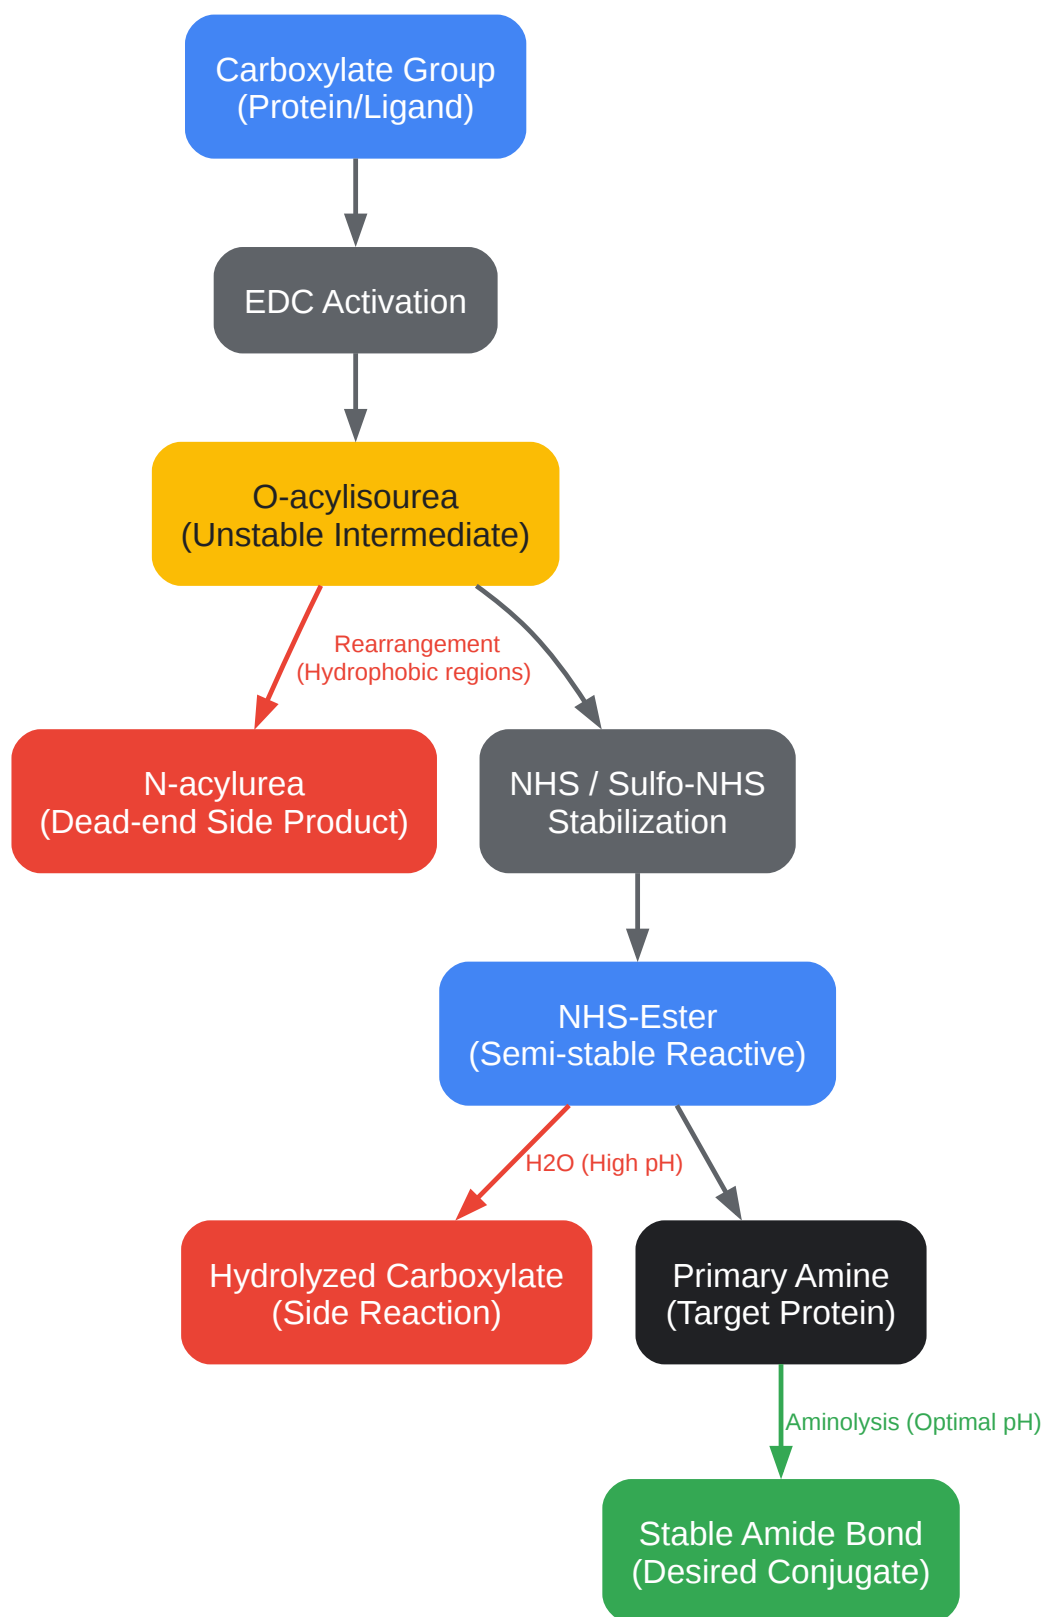 Carboxylate Group
(Protein/Ligand)
EDC Activation
O-acylisourea
(Unstable Intermediate)
Rearrangement
(Hydrophobic regions)
N-acylurea
(Dead-end Side Product)
NHS / Sulfo-NHS
Stabilization
NHS-Ester
(Semi-stable Reactive)
H2O (High pH)
Hydrolyzed Carboxylate
(Side Reaction)
Primary Amine
(Target Protein)
Aminolysis (Optimal pH)
Stable Amide Bond
(Desired Conjugate)